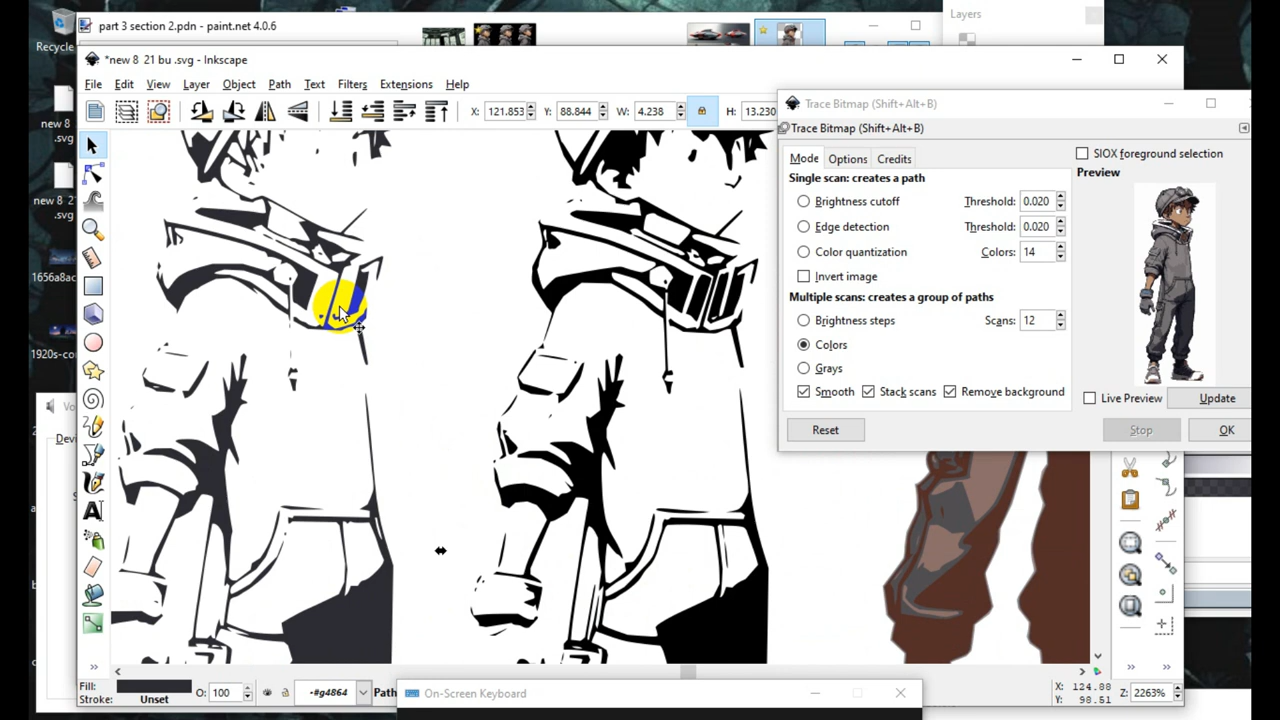 part 3 section 2.pdn - paint.net 4.0.6
Layers
Recycle
*new 8 21 bu .svg - Inkscape
File Edit View Layer Object Path Filters Text Extensions Help
X: 121.853 Y: 88.844 W: 4.238 H: 13.230
Trace Bitmap (Shift+Alt+B)
Trace Bitmap (Shift+Alt+B)
Mode Options Credits
SIOX foreground selection
Preview
Single scan: creates a path
Brightness cutoff Threshold: 0.020
Edge detection Threshold: 0.020
Color quantization Colors: 14
Invert image
Multiple scans: creates a group of paths
Brightness steps Scans: 12
Colors
Grays
Smooth Stack scans Remove background
Live Preview Update
Reset Stop OK
new 8
.svg
new 8 2
.svg
1656a8ac
1920s-co
Vo
Dev
Fill:
Stroke: Unset
O: 100
•#g4864
Path
On-Screen Keyboard
X: 124.88
Y: 98.51
Z: 2263%